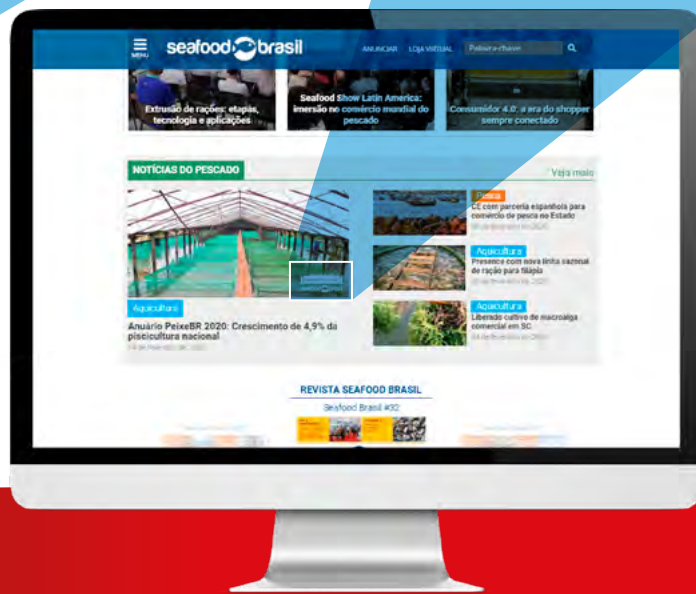 MENU
seafood brasil
ANUNCIAR
LOJA VIRTUAL
Palavra-chave
Extrusão de rações: etapas,
tecnologia e aplicações
Seafood Show Latin America:
imersão no comércio mundial do
pescado
Consumidor 4.0: a era do shopper
sempre conectado
NOTÍCIAS DO PESCADO
Veja mais
Aquicultura
Anuário PeixeBR 2020: Crescimento de 4,9% da
piscicultura nacional
Pesca
CE com parceria espanhola para
comércio de pesca no Estado
Aquicultura
Presence com nova linha sazonal
de ração para tilápia
Aquicultura
Liberado cultivo de macroalga
comercial em SC
REVISTA SEAFOOD BRASIL
Seafood Brasil #32